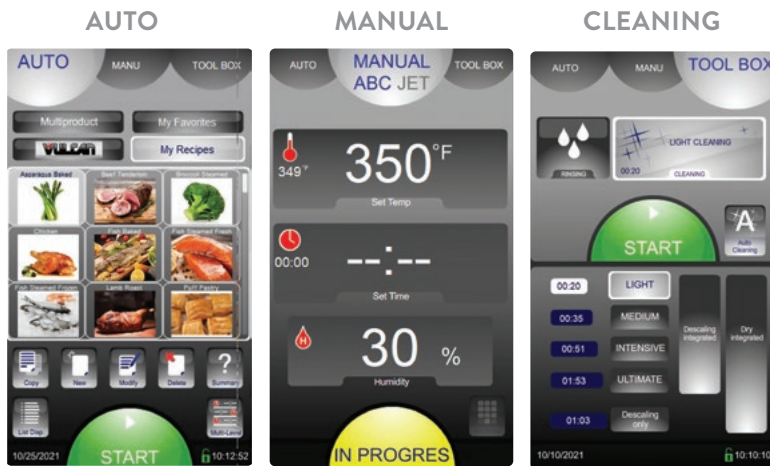 AUTO
MANUAL
CLEANING
AUTO
MANU
TOOL BOX
Multiproduct
My Favorites
VULCAN
My Recipes
Asparagus Baked
Beef Tenderloin
Broccoli Steamed
Chicken
Fish Baked
Fish Steamed Fresh
Fish Steamed Frozen
Lamb Roast
Puff Pastry
Copy
New
Modify
Delete
?
Summary
List Disp.
START
Multi-Level
10/25/2021
10:12:52
AUTO
MANUAL
ABC JET
TOOL BOX
349°F
350°F
Set Temp
00:00
--:--
Set Time
H
30 %
Humidity
IN PROGRES
AUTO
MANU
TOOL BOX
RINSING
LIGHT CLEANING
00:20
CLEANING
START
A
Auto
Cleaning
00:20 LIGHT
00:35 MEDIUM
00:51 INTENSIVE
01:53 ULTIMATE
01:03 Descaling
only
Descaling
integrated
Dry
integrated
10/10/2021
10:10:10